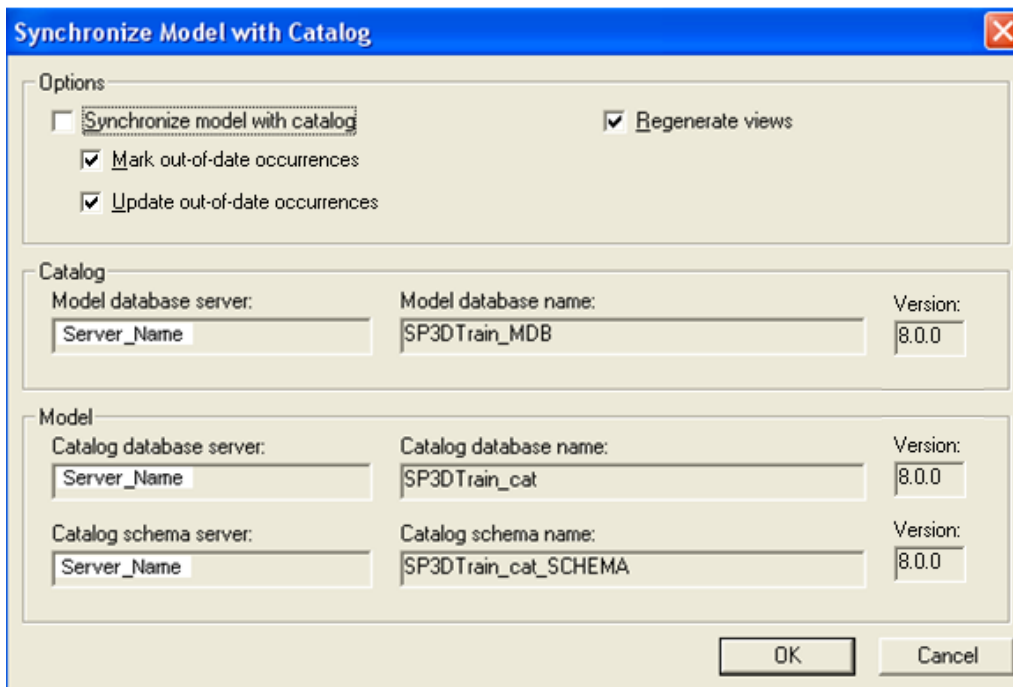 Synchronize Model with Catalog
Options
Synchronize model with catalog
Regenerate views
Mark out-of-date occurrences
Update out-of-date occurrences
Catalog
Model database server: Model database name: Version:
Server_Name SP3DTrain_MDB 8.0.0
Model
Catalog database server: Catalog database name: Version:
Server_Name SP3DTrain_cat 8.0.0
Catalog schema server: Catalog schema name: Version:
Server_Name SP3DTrain_cat_SCHEMA 8.0.0
OK Cancel